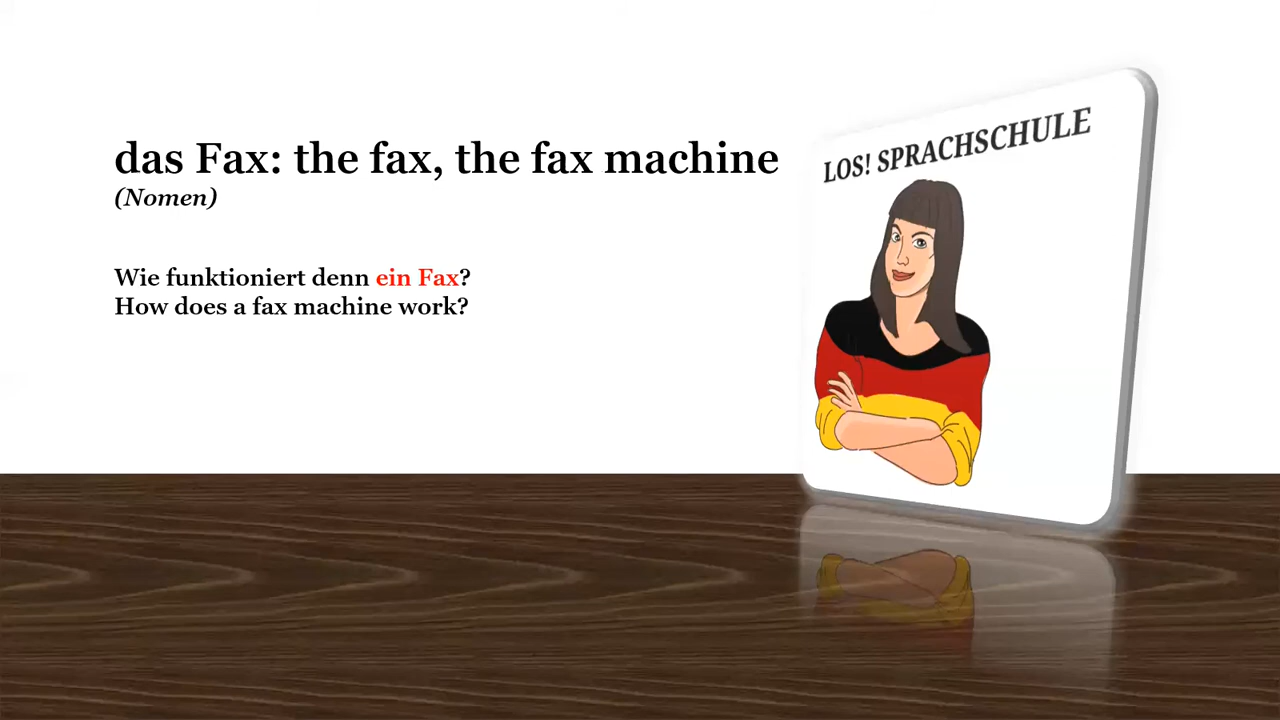 das Fax: the fax, the fax machine
(Nomen)
Wie funktioniert denn ein Fax?
How does a fax machine work?
LOS! SPRACHSCHULE